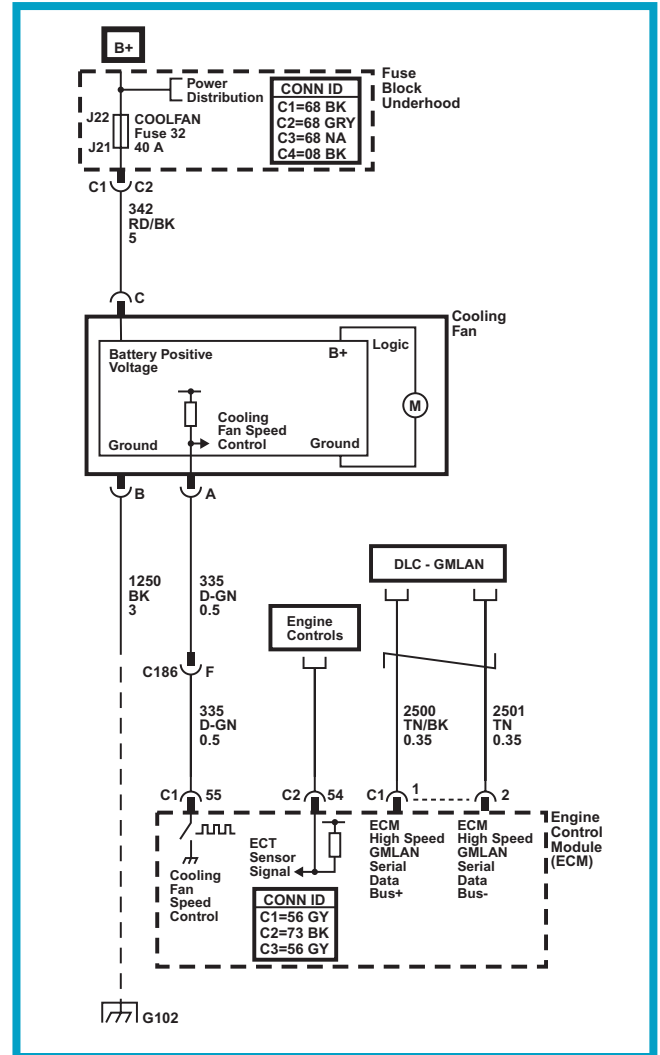 B+
Power
Distribution
CONN ID
C1=68 BK
C2=68 GRY
C3=68 NA
C4=08 BK
Fuse
Block
Underhood
J22
J21
COOLFAN
Fuse 32
40 A
C1 C2
342
RD/BK
5
C
Cooling
Fan
Battery Positive
Voltage
B+
Logic
M
Cooling
Fan Speed
Control
Ground
Ground
B
A
DLC - GMLAN
1250
BK
3
335
D-GN
0.5
Engine
Controls
C186 F
335
D-GN
0.5
2500
TN/BK
0.35
2501
TN
0.35
C1 55
C2 54
C1 1
2
Engine
Control
Module
(ECM)
Cooling
Fan
Speed
Control
ECT
Sensor
Signal
ECM
High Speed
GMLAN
Serial
Data
Bus+
ECM
High Speed
GMLAN
Serial
Data
Bus-
CONN ID
C1=56 GY
C2=73 BK
C3=56 GY
G102